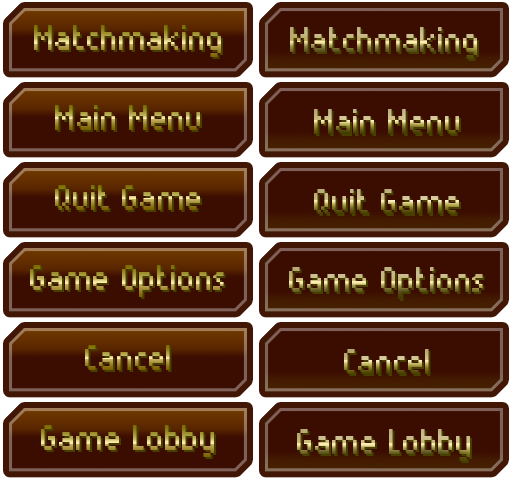 Matchmaking Matchmaking
Main Menu Main Menu
Quit Game Quit Game
Game Options Game Options
Cancel Cancel
Game Lobby Game Lobby